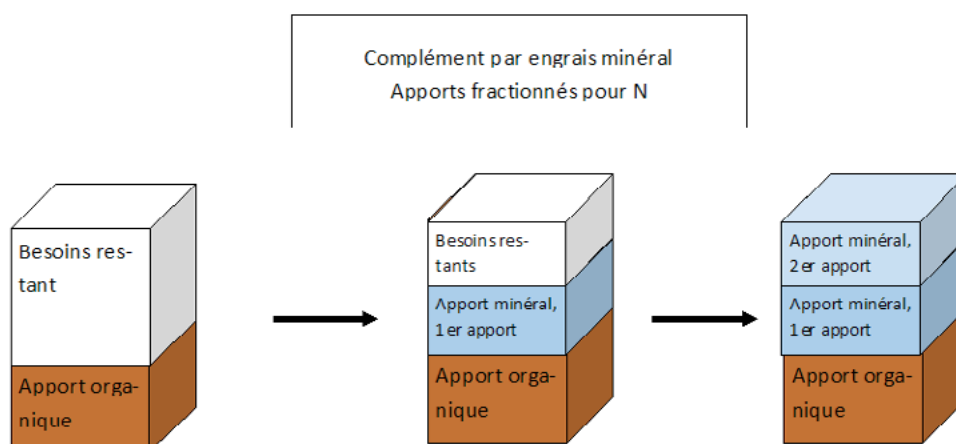 Complément par engrais minéral
Apports fractionnés pour N
Besoins res-
tant
Apport orga-
nique
Besoins res-
tants
Apport minéral,
1er apport
Apport orga-
nique
Apport minéral,
2er apport
Apport minéral,
1er apport
Apport orga-
nique